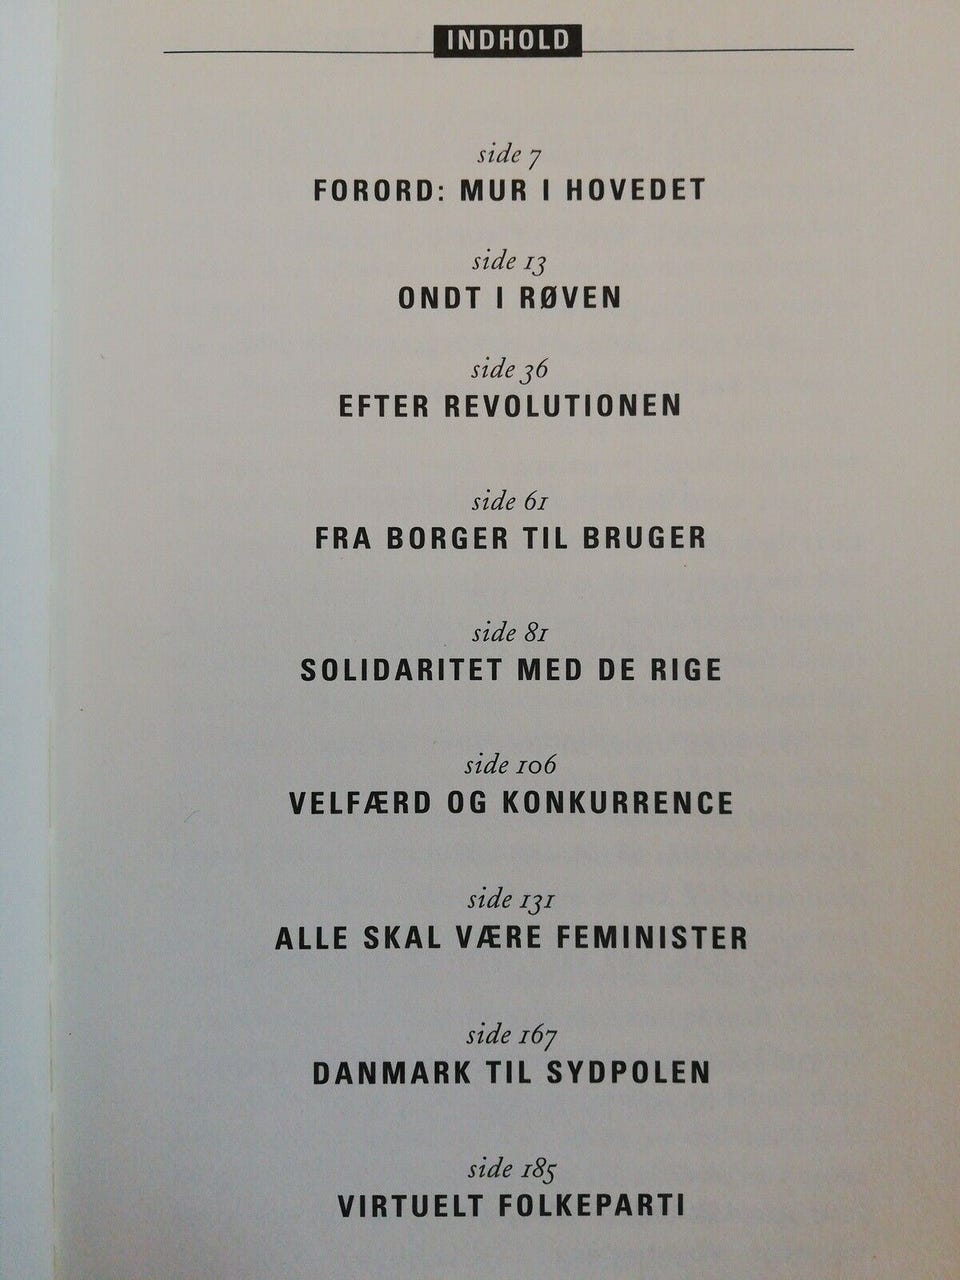 INDHOLD
side 7
FORORD: MUR I HOVEDET
side 13
ONDT I RØVEN
side 36
EFTER REVOLUTIONEN
side 61
FRA BORGER TIL BRUGER
side 81
SOLIDARITET MED DE RIGE
side 106
VELFÆRD OG KONKURRENCE
side 131
ALLE SKAL VÆRE FEMINISTER
side 167
DANMARK TIL SYDPOLEN
side 185
VIRTUELT FOLKEPARTI